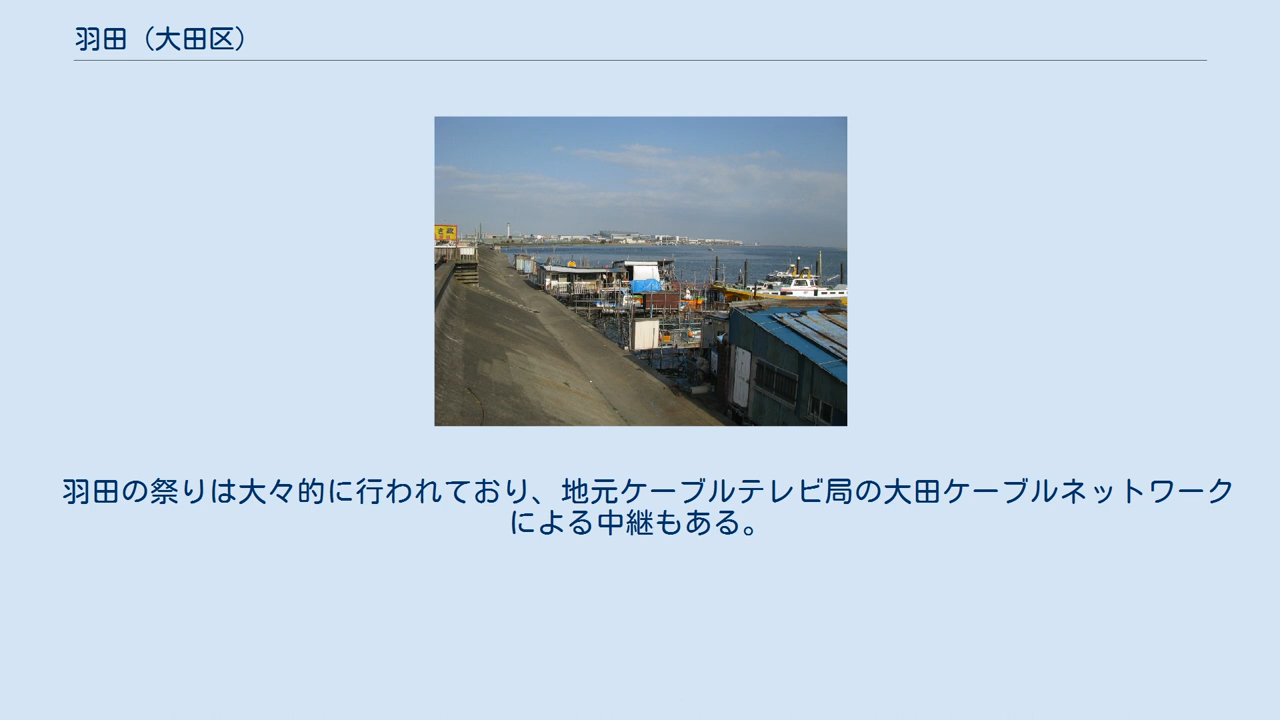 羽田（大田区）
羽田の祭りは大々的に行われており、地元ケーブルテレビ局の大田ケーブルネットワーク
による中継もある。